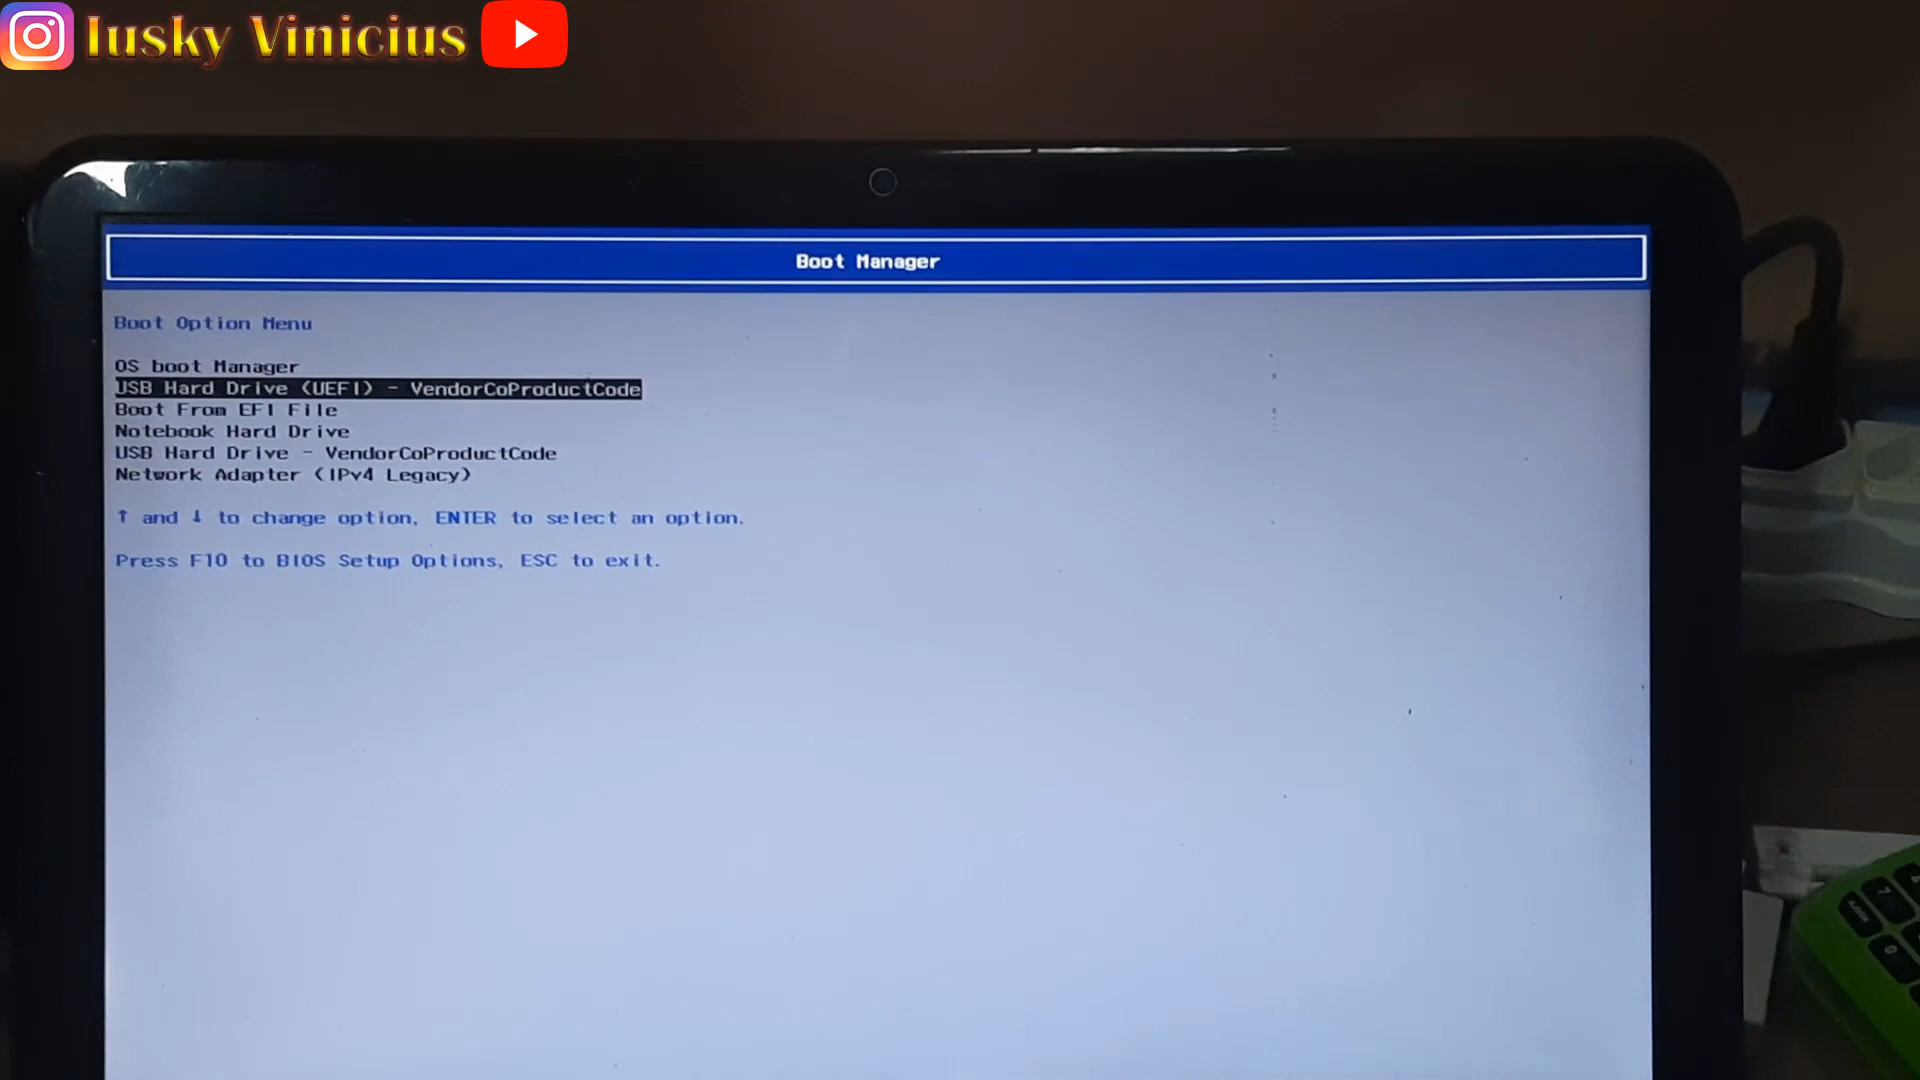 Iusky Vinicius
Boot Manager
Boot Option Menu
OS boot Manager
USB Hard Drive (UEFI) - VendorCoProductCode
Boot From EFI File
Notebook Hard Drive
USB Hard Drive - VendorCoProductCode
Network Adapter (IPv4 Legacy)
↑ and ↓ to change option, ENTER to select an option.
Press F10 to BIOS Setup Options, ESC to exit.